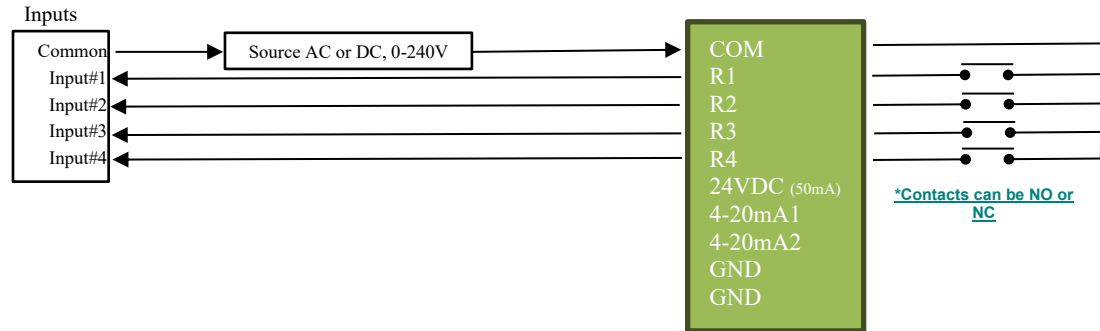 Inputs
Common
Input#1
Input#2
Input#3
Input#4
Source AC or DC, 0-240V
COM
R1
R2
R3
R4
24VDC (50mA)
4-20mA1
4-20mA2
GND
GND
*Contacts can be NO or
NC